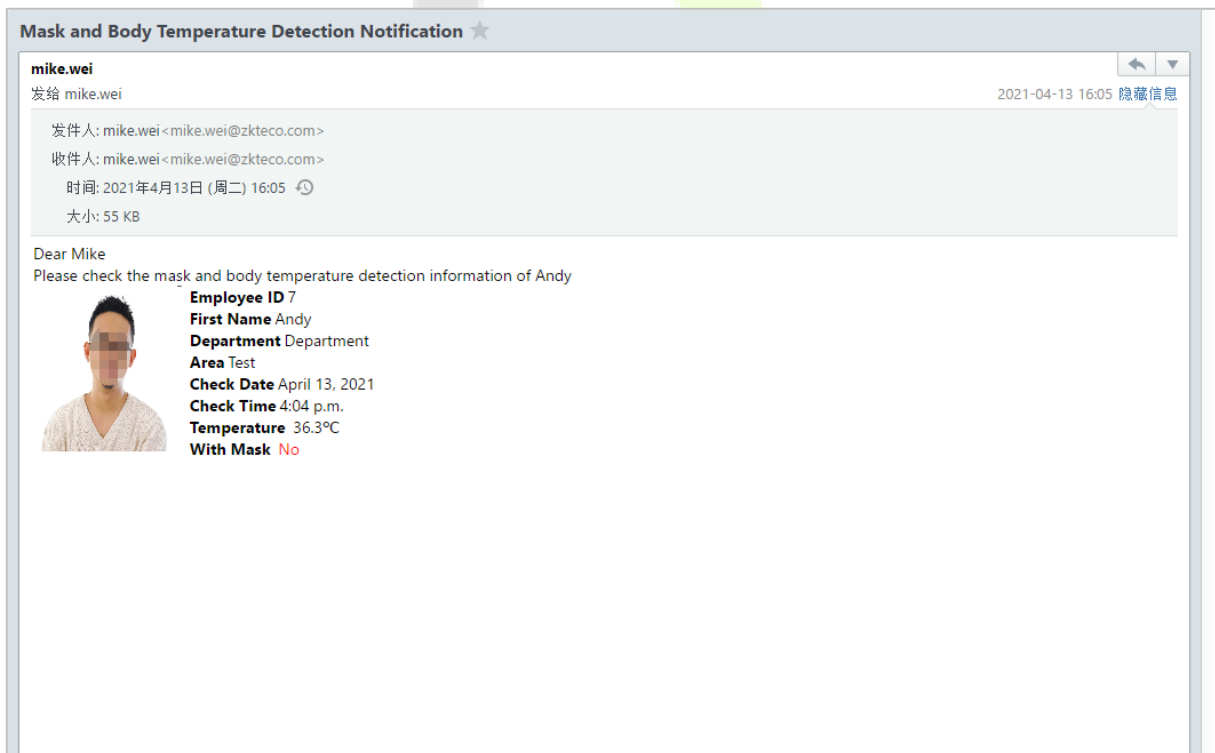 Mask and Body Temperature Detection Notification
mike.wei
发给 mike.wei
2021-04-13 16:05 隐藏信息
发件人: mike.wei<mike.wei@zkteco.com>
收件人: mike.wei<mike.wei@zkteco.com>
时间: 2021年4月13日 (周二) 16:05
大小: 55 KB
Dear Mike
Please check the mask and body temperature detection information of Andy
Employee ID 7
First Name Andy
Department Department
Area Test
Check Date April 13, 2021
Check Time 4:04 p.m.
Temperature 36.3℃
With Mask No